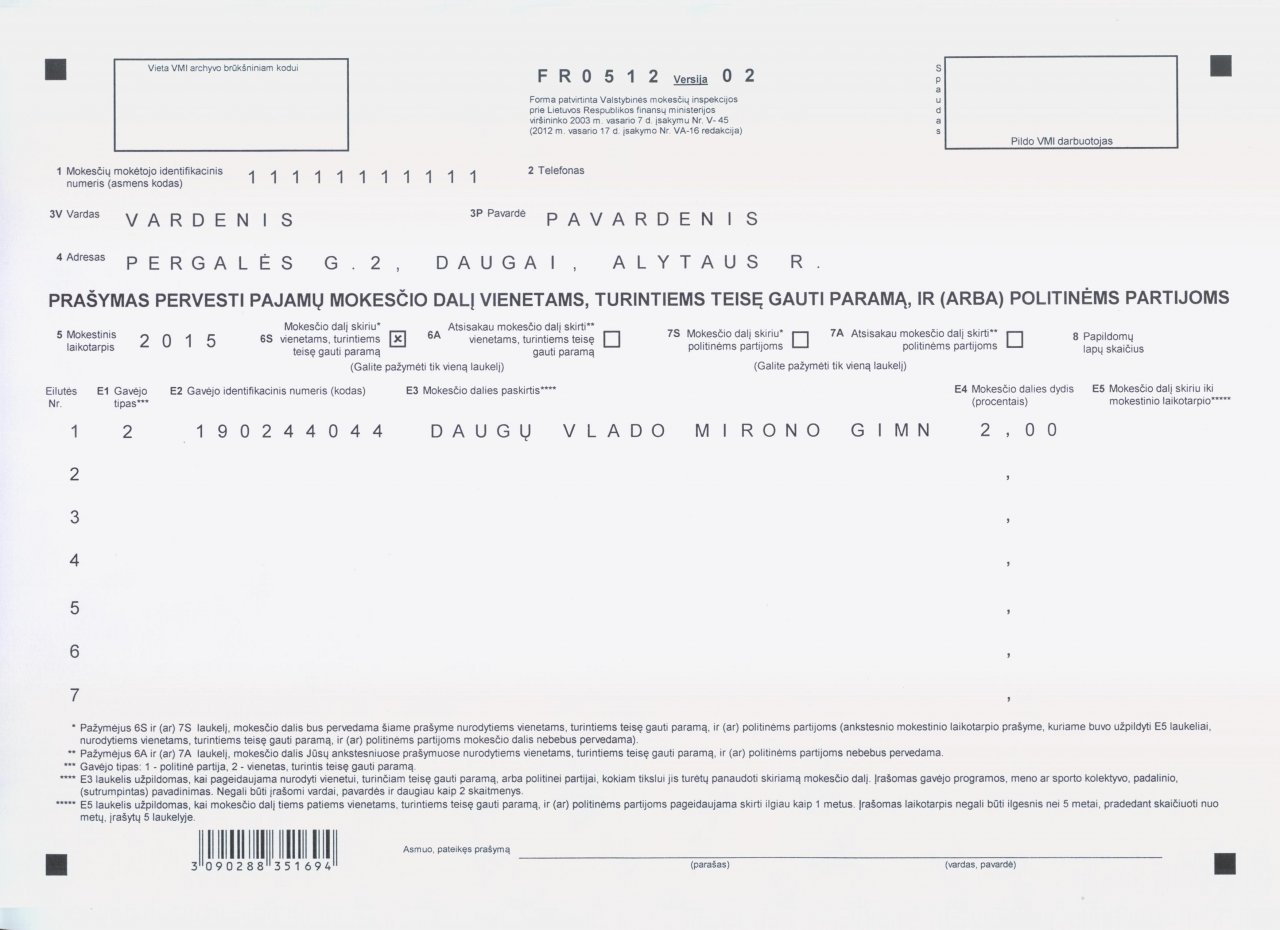 Vieta VMI archyvo brūkšniniam kodui
FR0512 Versija 02
Forma patvirtinta Valstybinės mokesčių inspekcijos
prie Lietuvos Respublikos finansų ministerijos
viršininko 2003 m. vasario 7 d. įsakymu Nr. V- 45
(2012 m. vasario 17 d. įsakymo Nr. VA-16 redakcija)
Spaudas
Pildo VMI darbuotojas
1 Mokesčių mokėtojo identifikacinis
numeris (asmens kodas) 11111111111
2 Telefonas
3V Vardas VARDENIS
3P Pavardė PAVARDENIS
4 Adresas PERGALĖS G.2, DAUGAI, ALYTAUS R.
PRAŠYMAS PERVESTI PAJAMŲ MOKESČIO DALĮ VIENETAMS, TURINTIEMS TEISĘ GAUTI PARAMĄ, IR (ARBA) POLITINĖMS PARTIJOMS
5 Mokestinis
laikotarpis 2015
6S Mokesčio dalį skiriu*
vienetams, turintiems
teisę gauti paramą x
6A Atsisakau mokesčio dalį skirti**
vienetams, turintiems teisę
gauti paramą
(Galite pažymėti tik vieną laukelį)
7S Mokesčio dalį skiriu*
politinėms partijoms
7A Atsisakau mokesčio dalį skirti**
politinėms partijoms
(Galite pažymėti tik vieną laukelį)
8 Papildomų
lapų skaičius
Eilutės
Nr.
E1 Gavėjo
tipas***
E2 Gavėjo identifikacinis numeris (kodas)
E3 Mokesčio dalies paskirtis****
E4 Mokesčio dalies dydis
(procentais)
E5 Mokesčio dalį skiriu iki
mokestinio laikotarpio*****
1 2 190244044 DAUGŲ VLADO MIRONO GIMN 2,00
2 ,
3 ,
4 ,
5 ,
6 ,
7 ,
* Pažymėjus 6S ir (ar) 7S laukelį, mokesčio dalis bus pervedama šiame prašyme nurodytiems vienetams, turintiems teisę gauti paramą, ir (ar) politinėms partijoms (ankstesnio mokestinio laikotarpio prašyme, kuriame buvo užpildyti E5 laukeliai,
nurodytiems vienetams, turintiems teisę gauti paramą, ir (ar) politinėms partijoms mokesčio dalis nebebus pervedama).
** Pažymėjus 6A ir (ar) 7A laukelį, mokesčio dalis Jūsų ankstesniuose prašymuose nurodytiems vienetams, turintiems teisę gauti paramą, ir (ar) politinėms partijoms nebebus pervedama.
*** Gavėjo tipas: 1 - politinė partija, 2 - vienetas, turintis teisę gauti paramą.
**** E3 laukelis užpildomas, kai pageidaujama nurodyti vienetui, turinčiam teisę gauti paramą, arba politinei partijai, kokiam tikslui jis turėtų panaudoti skiriamą mokesčio dalį. Įrašomas gavėjo programos, meno ar sporto kolektyvo, padalinio,
(sutrumpintas) pavadinimas. Negali būti įrašomi vardai, pavardės ir daugiau kaip 2 skaitmenys.
***** E5 laukelis užpildomas, kai mokesčio dalį tiems patiems vienetams, turintiems teisę gauti paramą, ir (ar) politinėms partijoms pageidaujama skirti ilgiau kaip 1 metus. Įrašomas laikotarpis negali būti ilgesnis nei 5 metai, pradedant skaičiuoti nuo
metų, įrašytų 5 laukelyje.
3 090288 351694
Asmuo, pateikęs prašymą
(parašas)
(vardas, pavardė)